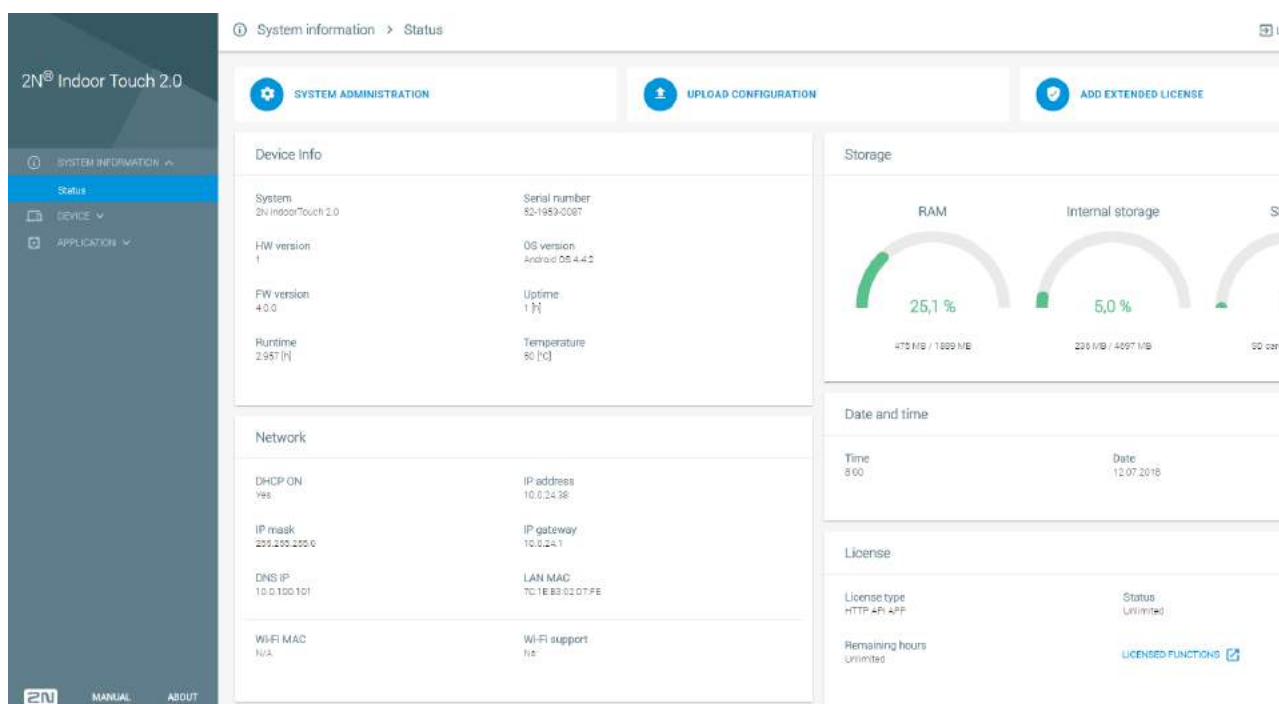 System information > Status
2N® Indoor Touch 2.0
SYSTEM ADMINISTRATION
UPLOAD CONFIGURATION
ADD EXTENDED LICENSE
SYSTEM INFORMATION
Status
DEVICE
APPLICATION
Device Info
System
2N IndoorTouch 2.0
Serial number
52-1953-0087
HW version
1
OS version
Android OS 4.4.2
FW version
4.0.0
Uptime
1 [h]
Runtime
2 957 [h]
Temperature
50 [°C]
Network
DHCP ON
Yes
IP address
10.0.24.38
IP mask
255.255.255.0
IP gateway
10.0.24.1
DNS IP
10.0.100.101
LAN MAC
7C:1E:B3:02:D7:FE
Wi-Fi MAC
N/A
Wi-Fi support
No
Storage
RAM
25,1 %
475 MB / 1899 MB
Internal storage
5,0 %
236 MB / 4697 MB
Date and time
Time
8:00
Date
12.07.2018
License
License type
HTTP API APP
Status
Unlimited
Remaining hours
Unlimited
LICENSED FUNCTIONS
2N
MANUAL
ABOUT